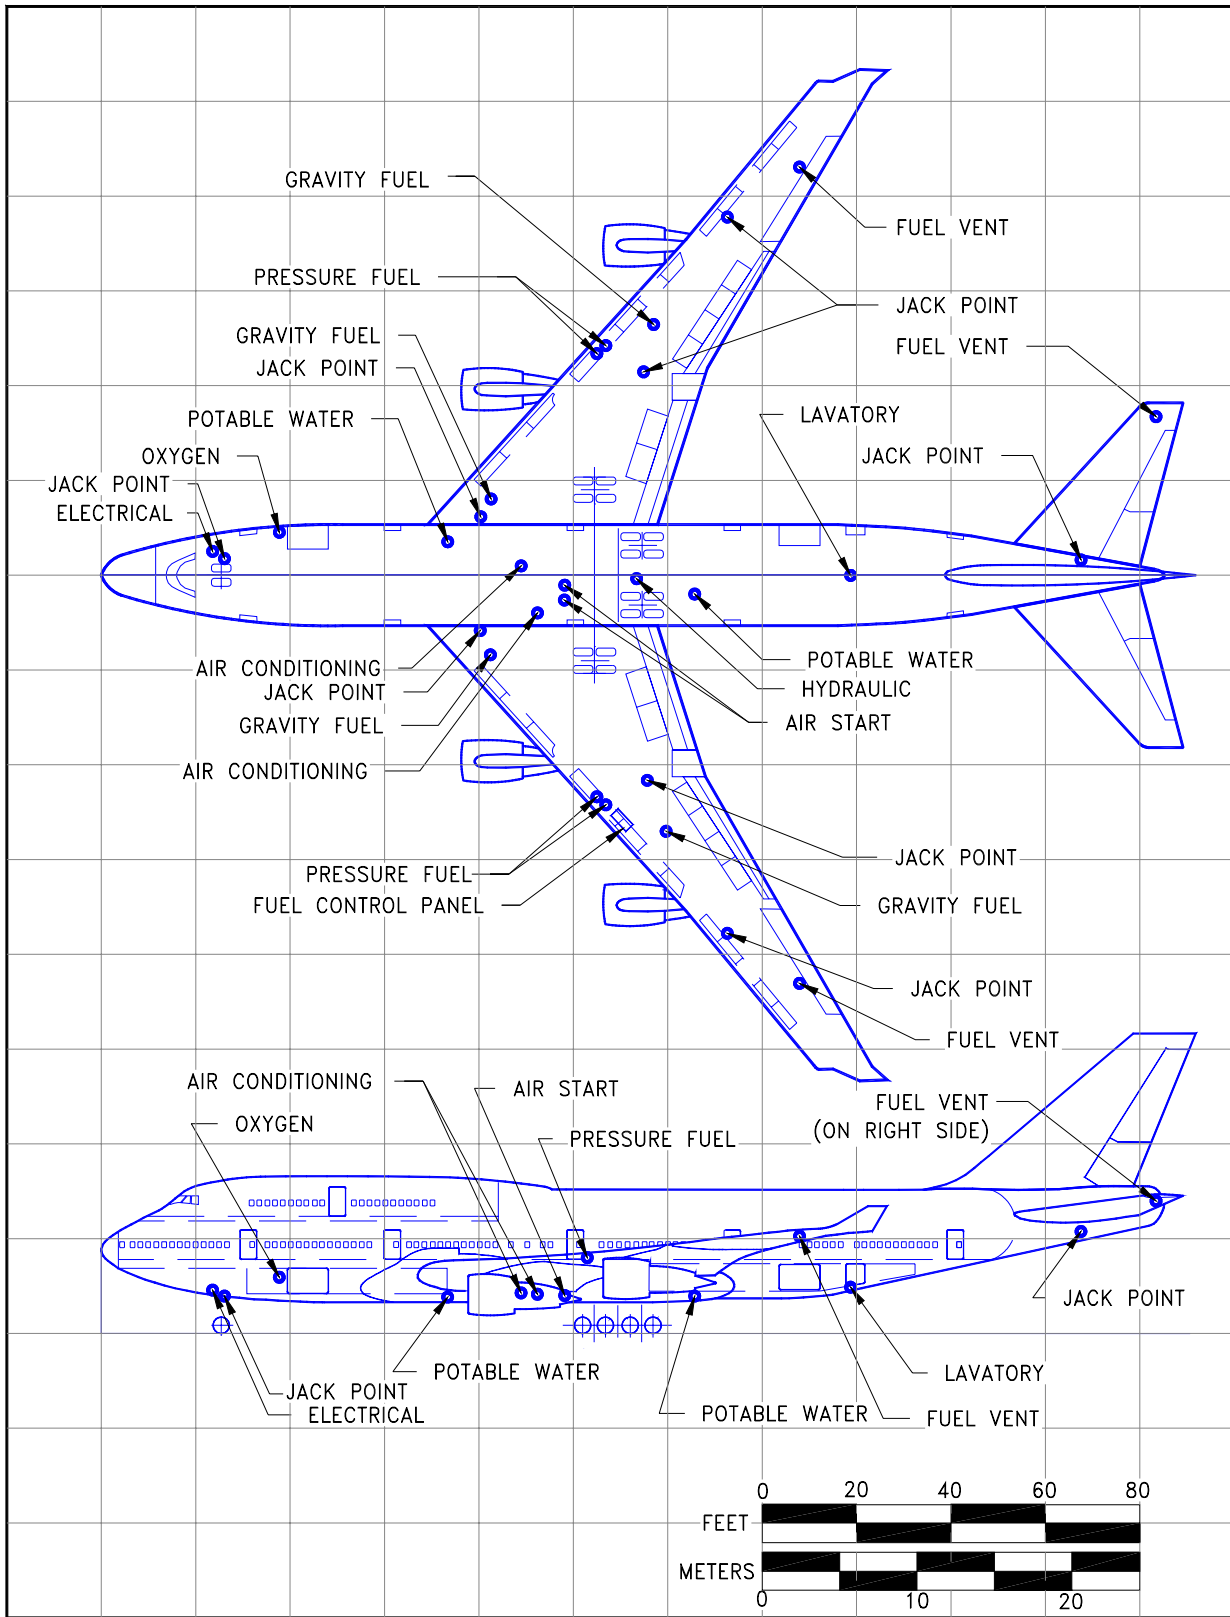 GRAVITY FUEL
FUEL VENT
PRESSURE FUEL
JACK POINT
GRAVITY FUEL
FUEL VENT
JACK POINT
POTABLE WATER
LAVATORY
OXYGEN
JACK POINT
JACK POINT
ELECTRICAL
AIR CONDITIONING
POTABLE WATER
JACK POINT
HYDRAULIC
GRAVITY FUEL
AIR START
AIR CONDITIONING
JACK POINT
PRESSURE FUEL
FUEL CONTROL PANEL
GRAVITY FUEL
JACK POINT
FUEL VENT
AIR CONDITIONING
AIR START
FUEL VENT
(ON RIGHT SIDE)
OXYGEN
PRESSURE FUEL
JACK POINT
POTABLE WATER
LAVATORY
JACK POINT
ELECTRICAL
POTABLE WATER
FUEL VENT
0 20 40 60 80
FEET
METERS
0 10 20